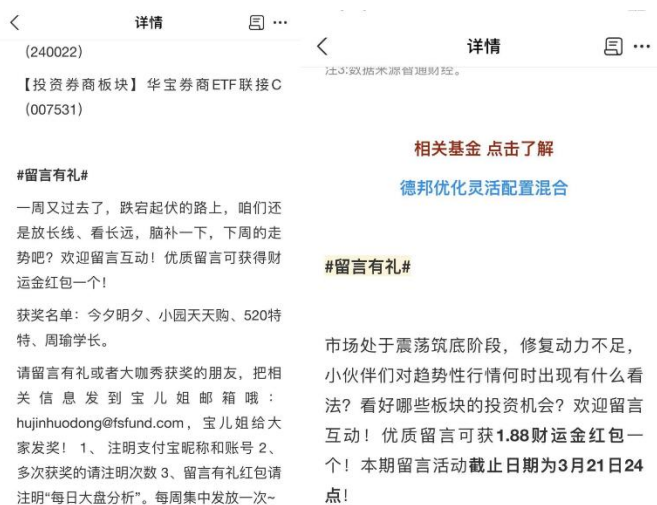 详情
（240022）
【投资券商板块】华宝券商ETF联接C
（007531）
#留言有礼#
一周又过去了，跌宕起伏的路上，咱们还
是放长线、看长远，脑补一下，下周的走
势吧？欢迎留言互动！优质留言可获得财
运金红包一个！
获奖名单：今夕明夕、小园天天购、520特
特、周瑜学长。
请留言有礼或者大咖秀获奖的朋友，把相
关信息发到宝儿姐邮箱哦：
hujinhuodong@fsfund.com，宝儿姐给大
家发奖！ 1、 注明支付宝昵称和账号 2、
多次获奖的请注明次数 3、留言有礼红包请
注明“每日大盘分析”。每周集中发放一次~
详情
注3:数据来源智通财经。
相关基金 点击了解
德邦优化灵活配置混合
#留言有礼#
市场处于震荡筑底阶段，修复动力不足，
小伙伴们对趋势性行情何时出现有什么看
法？看好哪些板块的投资机会？欢迎留言
互动！优质留言可获1.88财运金红包一
个！本期留言活动截止日期为3月21日24
点！